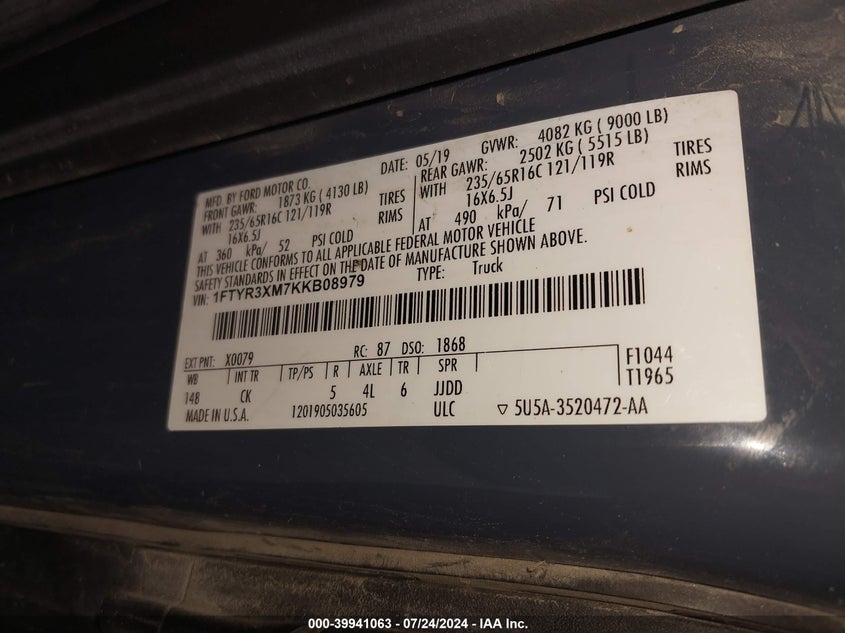 MFD. BY FORD MOTOR CO.
DATE: 05/19
GVWR: 4082 KG ( 9000 LB)
FRONT GAWR: 1873 KG ( 4130 LB)
REAR GAWR: 2502 KG ( 5515 LB)
WITH 235/65R16C 121/119R TIRES
WITH 235/65R16C 121/119R TIRES
16X6.5J RIMS
16X6.5J RIMS
AT 360 kPa/ 52 PSI COLD
AT 490 kPa/ 71 PSI COLD
THIS VEHICLE CONFORMS TO ALL APPLICABLE FEDERAL MOTOR VEHICLE
SAFETY STANDARDS IN EFFECT ON THE DATE OF MANUFACTURE SHOWN ABOVE.
VIN: 1FTYR3XM7KKB08979
TYPE: Truck
EXT PNT: X0079 RC: 87 DSO: 1868
WB INT TR TP/PS R AXLE TR SPR
F1044
148 CK 5 4L 6 JJDD
T1965
MADE IN U.S.A. 1201905035605 ULC ▽ 5U5A-3520472-AA
000-39941063 - 07/24/2024 - IAA Inc.